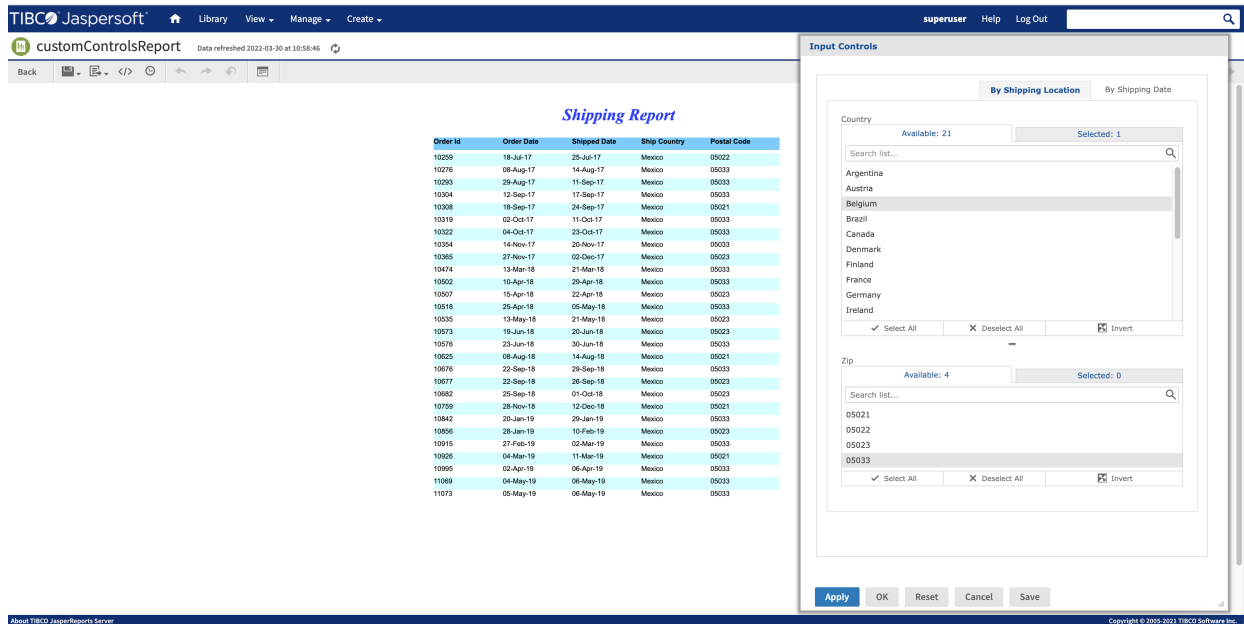 TIBCO Jaspersoft® Library View Manage Create superuser Help Log Out
customControlsReport Data refreshed 2022-03-30 at 10:58:46
Back
Shipping Report
Order Id Order Date Shipped Date Ship Country Postal Code
10259 18-Jul-17 25-Jul-17 Mexico 05022
10276 08-Aug-17 14-Aug-17 Mexico 05033
10293 29-Aug-17 11-Sep-17 Mexico 05033
10304 12-Sep-17 17-Sep-17 Mexico 05033
10308 18-Sep-17 24-Sep-17 Mexico 05021
10319 02-Oct-17 11-Oct-17 Mexico 05033
10322 04-Oct-17 23-Oct-17 Mexico 05033
10354 14-Nov-17 20-Nov-17 Mexico 05033
10365 27-Nov-17 02-Dec-17 Mexico 05023
10474 13-Mar-18 21-Mar-18 Mexico 05033
10502 10-Apr-18 29-Apr-18 Mexico 05033
10507 15-Apr-18 22-Apr-18 Mexico 05023
10518 25-Apr-18 05-May-18 Mexico 05033
10535 13-May-18 21-May-18 Mexico 05023
10573 19-Jun-18 20-Jun-18 Mexico 05023
10576 23-Jun-18 30-Jun-18 Mexico 05033
10625 08-Aug-18 14-Aug-18 Mexico 05021
10676 22-Sep-18 29-Sep-18 Mexico 05033
10677 22-Sep-18 26-Sep-18 Mexico 05023
10682 25-Sep-18 01-Oct-18 Mexico 05023
10759 28-Nov-18 12-Dec-18 Mexico 05021
10842 20-Jan-19 29-Jan-19 Mexico 05033
10856 28-Jan-19 10-Feb-19 Mexico 05023
10915 27-Feb-19 02-Mar-19 Mexico 05033
10926 04-Mar-19 11-Mar-19 Mexico 05021
10995 02-Apr-19 06-Apr-19 Mexico 05033
11069 04-May-19 06-May-19 Mexico 05033
11073 05-May-19 06-May-19 Mexico 05033
Input Controls
By Shipping Location By Shipping Date
Country
Available: 21 Selected: 1
Search list...
Argentina
Austria
Belgium
Brazil
Canada
Denmark
Finland
France
Germany
Ireland
Select All Deselect All Invert
Zip
Available: 4 Selected: 0
Search list...
05021
05022
05023
05033
Select All Deselect All Invert
Apply OK Reset Cancel Save
About TIBCO JasperReports Server Copyright © 2005-2021 TIBCO Software Inc.